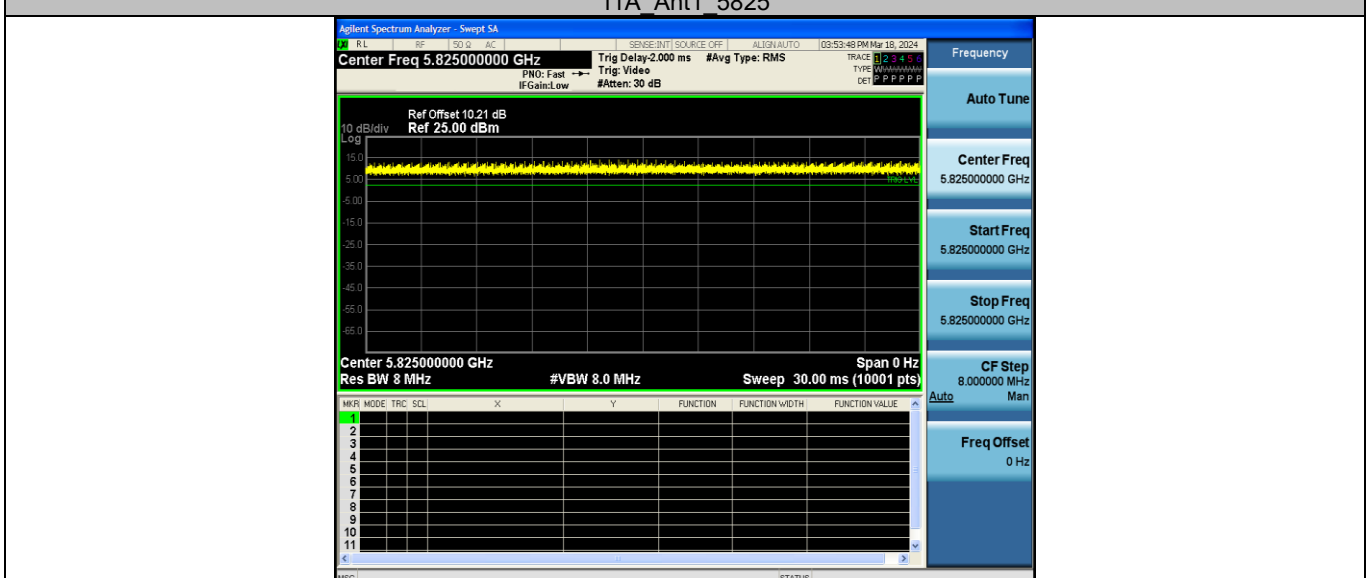 11A_Ant1_5825
Agilent Spectrum Analyzer - Swept SA
RL RF 50 Ω AC SENSE:INT SOURCE OFF ALIGNAUTO 03:53:48 PM Mar 18, 2024
Center Freq 5.825000000 GHz
PNO: Fast
IFGain:Low
Trig Delay-2.000 ms #Avg Type: RMS
Trig: Video
#Atten: 30 dB
TRACE 1 2 3 4 5 6
TYPE
DET P P P P P P
Ref Offset 10.21 dB
10 dB/div Ref 25.00 dBm
Log
15.0
5.00
TRIG LVL
-5.00
-15.0
-25.0
-35.0
-45.0
-55.0
-65.0
Center 5.825000000 GHz Span 0 Hz
Res BW 8 MHz #VBW 8.0 MHz Sweep 30.00 ms (10001 pts)
MKR MODE TRC SCL X Y FUNCTION FUNCTION WIDTH FUNCTION VALUE
1
2
3
4
5
6
7
8
9
10
11
MSG STATUS
Frequency
Auto Tune
Center Freq
5.825000000 GHz
Start Freq
5.825000000 GHz
Stop Freq
5.825000000 GHz
CF Step
8.000000 MHz
Auto Man
Freq Offset
0 Hz